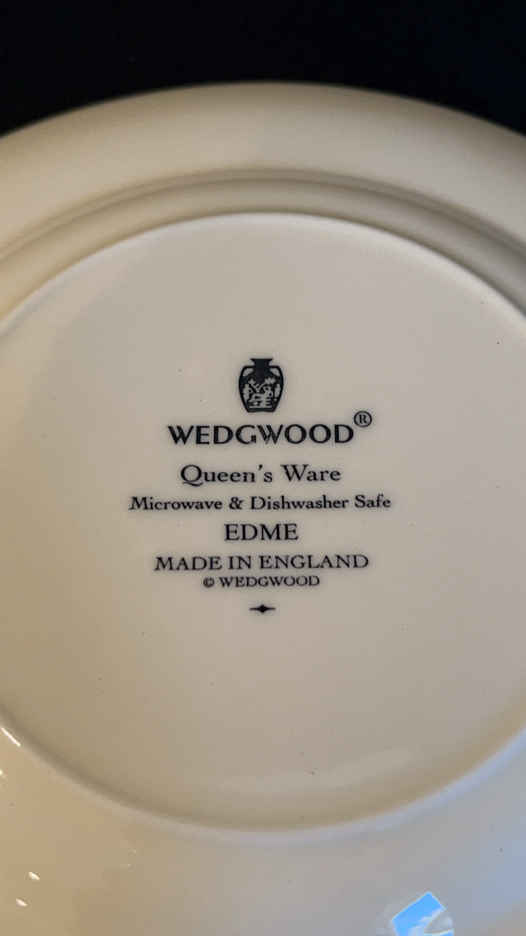 WEDGWOOD®
Queen's Ware
Microwave & Dishwasher Safe
EDME
MADE IN ENGLAND
© WEDGWOOD